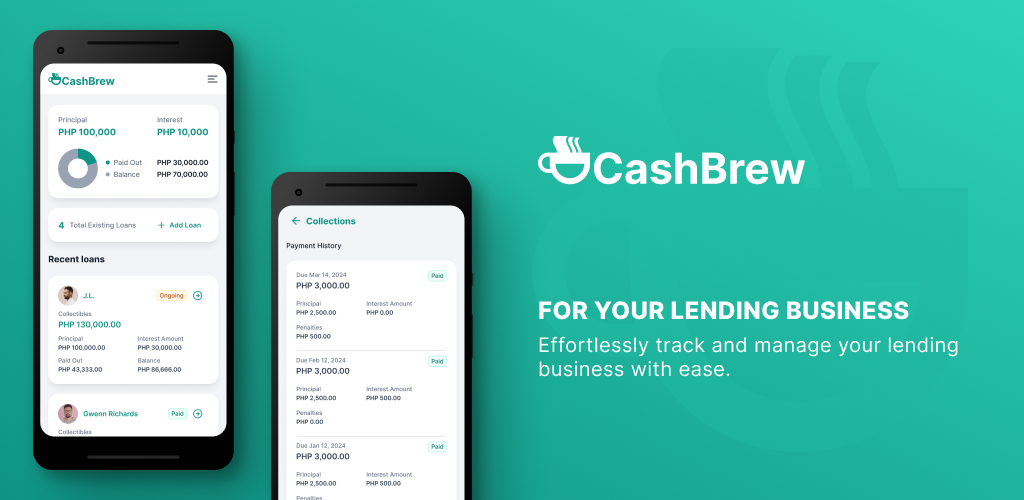 CashBrew
Principal Interest
PHP 100,000 PHP 10,000
Paid Out PHP 30,000.00
Balance PHP 70,000.00
4 Total Existing Loans + Add Loan
Recent loans
J.L. Ongoing
Collectibles
PHP 130,000.00
Principal Interest Amount
PHP 100,000.00 PHP 30,000.00
Paid Out Balance
PHP 43,333.00 PHP 86,666.00
Gwenn Richards Paid
Collectibles
Collections
Payment History
Due Mar 14, 2024 Paid
PHP 3,000.00
Principal Interest Amount
PHP 2,500.00 PHP 0.00
Penalties
PHP 500.00
Due Feb 12, 2024 Paid
PHP 3,000.00
Principal Interest Amount
PHP 2,500.00 PHP 500.00
Penalties
PHP 0.00
Due Jan 12, 2024 Paid
PHP 3,000.00
Principal Interest Amount
PHP 2,500.00 PHP 500.00
Penalties
CashBrew
FOR YOUR LENDING BUSINESS
Effortlessly track and manage your lending
business with ease.